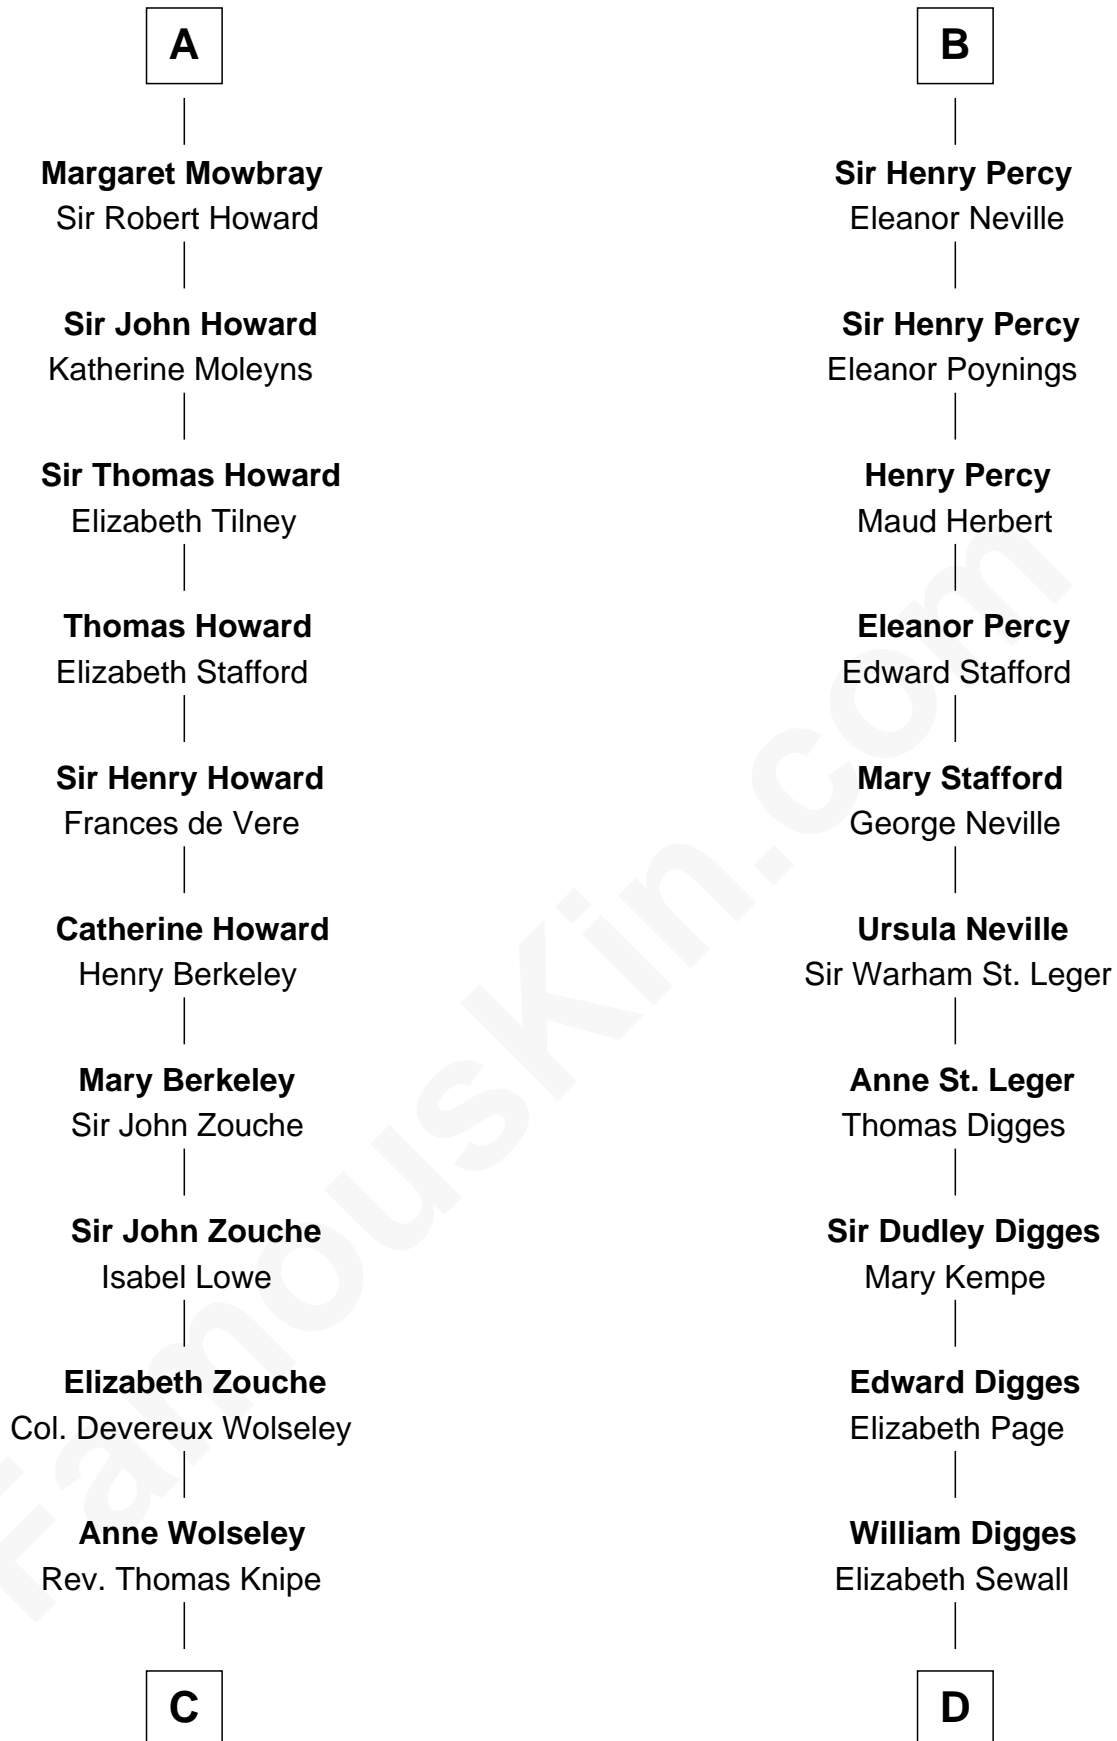 A
Margaret Mowbray
Sir Robert Howard
Sir John Howard
Katherine Moleyns
Sir Thomas Howard
Elizabeth Tilney
Thomas Howard
Elizabeth Stafford
Sir Henry Howard
Frances de Vere
Catherine Howard
Henry Berkeley
Mary Berkeley
Sir John Zouche
Sir John Zouche
Isabel Lowe
Elizabeth Zouche
Col. Devereux Wolseley
Anne Wolseley
Rev. Thomas Knipe
C
B
Sir Henry Percy
Eleanor Neville
Sir Henry Percy
Eleanor Poynings
Henry Percy
Maud Herbert
Eleanor Percy
Edward Stafford
Mary Stafford
George Neville
Ursula Neville
Sir Warham St. Leger
Anne St. Leger
Thomas Digges
Sir Dudley Digges
Mary Kempe
Edward Digges
Elizabeth Page
William Digges
Elizabeth Sewall
D
FamousKin.com